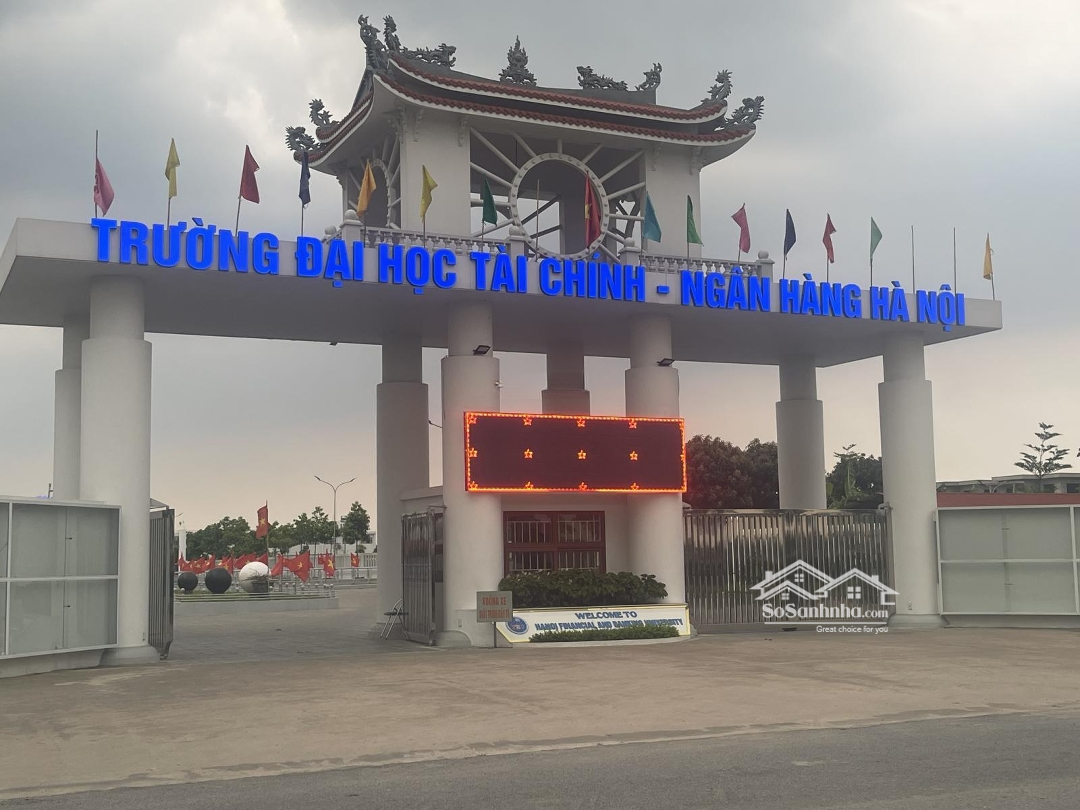 TRƯỜNG ĐẠI HỌC TÀI CHÍNH - NGÂN HÀNG HÀ NỘI
WELCOME TO
HANOI FINANCIAL AND BANKING UNIVERSITY
SoSanhnha.com
Great choice for you